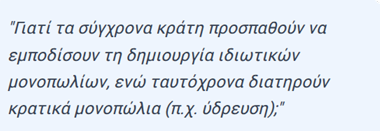 "Γιατί τα σύγχρονα κράτη προσπαθούν να
εμποδίσουν τη δημιουργία ιδιωτικών
μονοπωλίων, ενώ ταυτόχρονα διατηρούν
κρατικά μονοπώλια (π.χ. ύδρευση);"